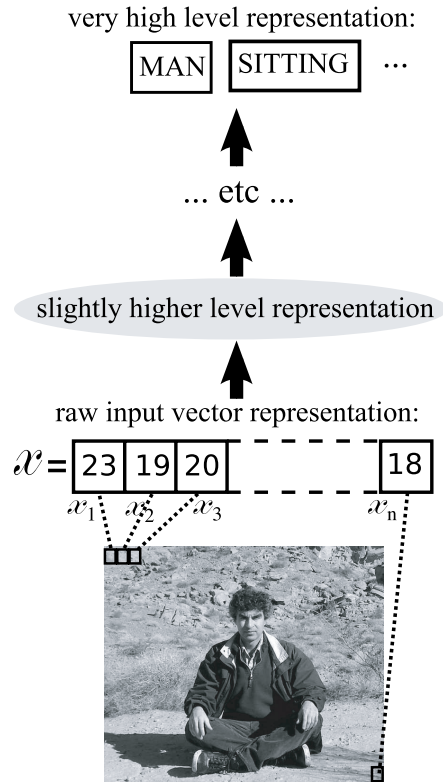 very high level representation:
MAN SITTING ...
... etc ...
slightly higher level representation
raw input vector representation:
x = 23 19 20 18
x1 x2 x3 xn